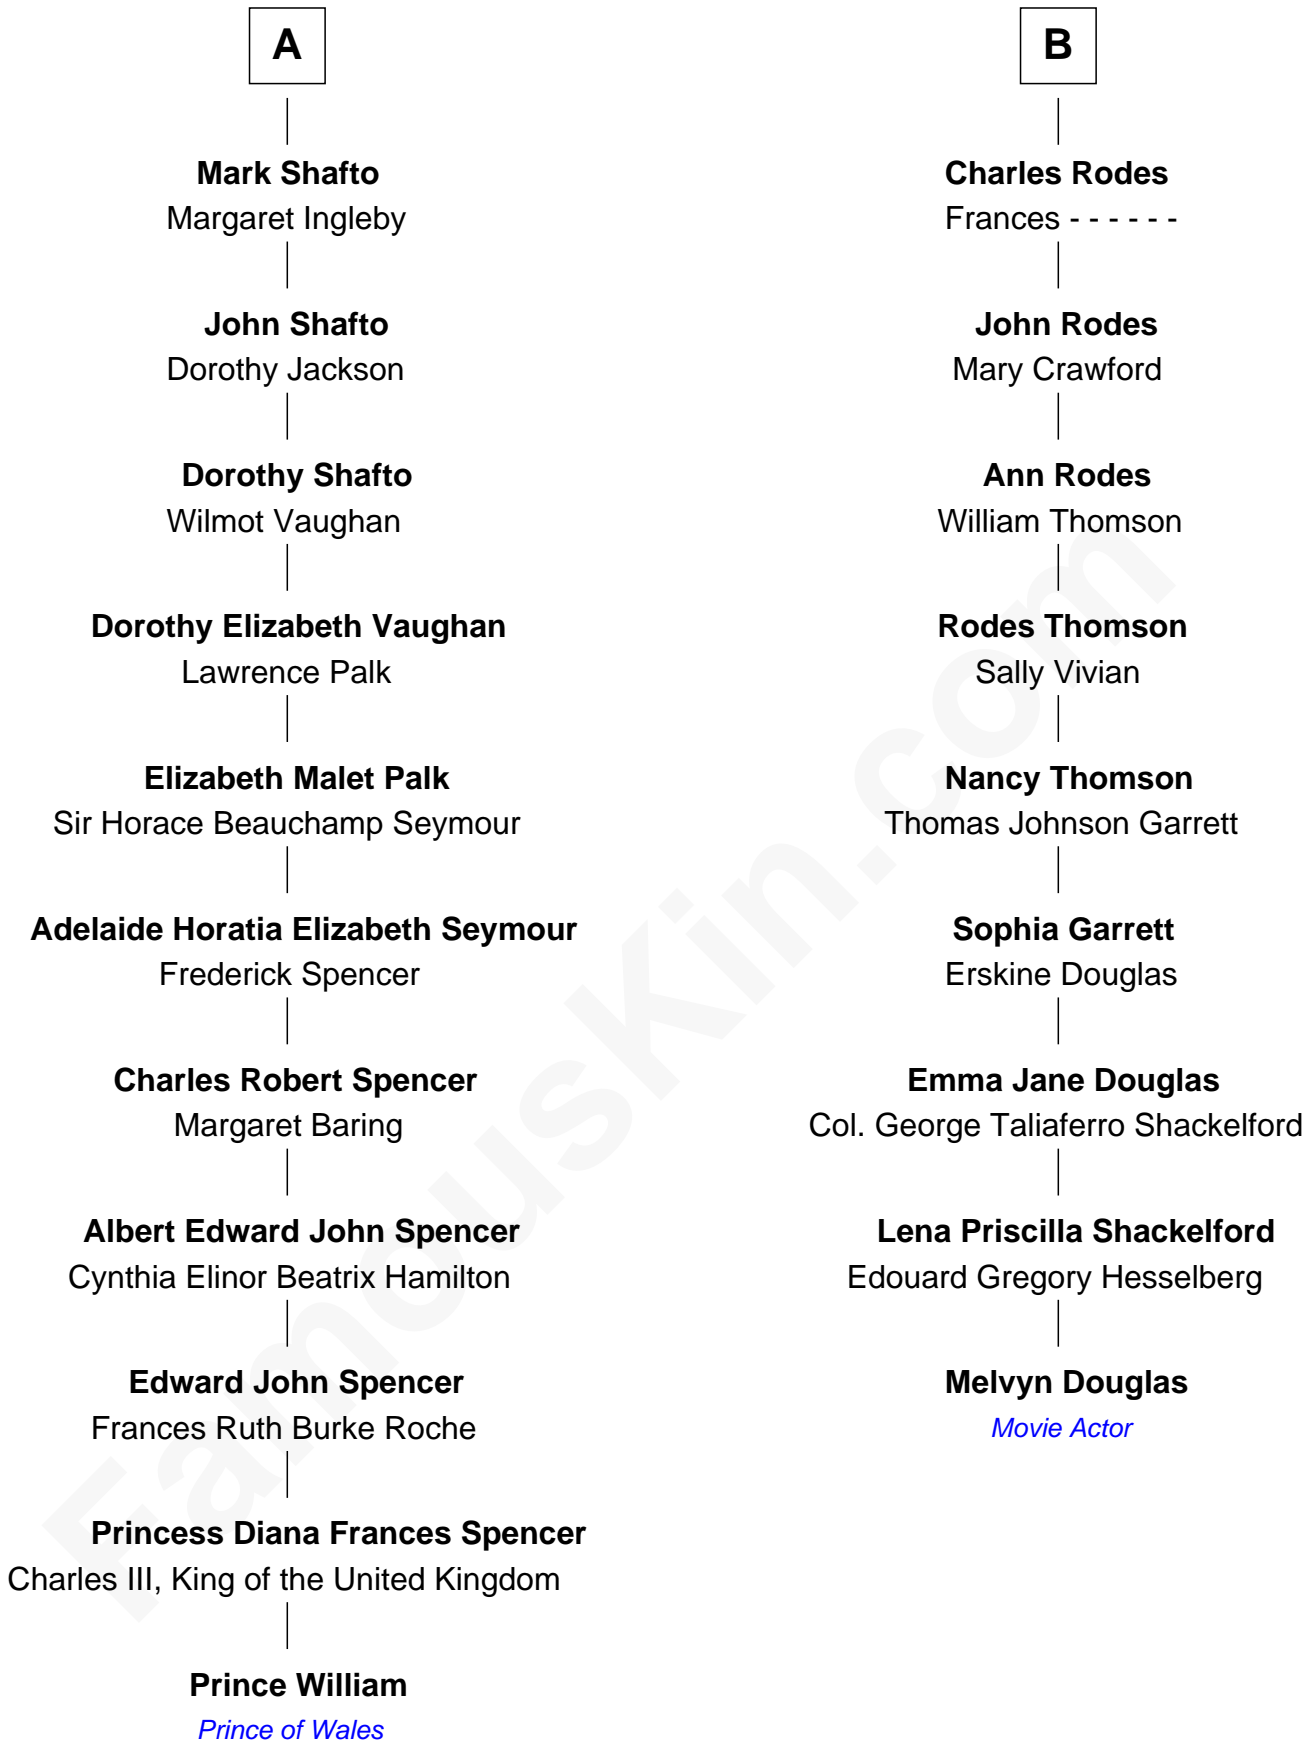 A
Mark Shafto
Margaret Ingleby
John Shafto
Dorothy Jackson
Dorothy Shafto
Wilmot Vaughan
Dorothy Elizabeth Vaughan
Lawrence Palk
Elizabeth Malet Palk
Sir Horace Beauchamp Seymour
Adelaide Horatia Elizabeth Seymour
Frederick Spencer
Charles Robert Spencer
Margaret Baring
Albert Edward John Spencer
Cynthia Elinor Beatrix Hamilton
Edward John Spencer
Frances Ruth Burke Roche
Princess Diana Frances Spencer
Charles III, King of the United Kingdom
Prince William
Prince of Wales
B
Charles Rodes
Frances - - - - - -
John Rodes
Mary Crawford
Ann Rodes
William Thomson
Rodes Thomson
Sally Vivian
Nancy Thomson
Thomas Johnson Garrett
Sophia Garrett
Erskine Douglas
Emma Jane Douglas
Col. George Taliaferro Shackelford
Lena Priscilla Shackelford
Edouard Gregory Hesselberg
Melvyn Douglas
Movie Actor
FamousKin.com